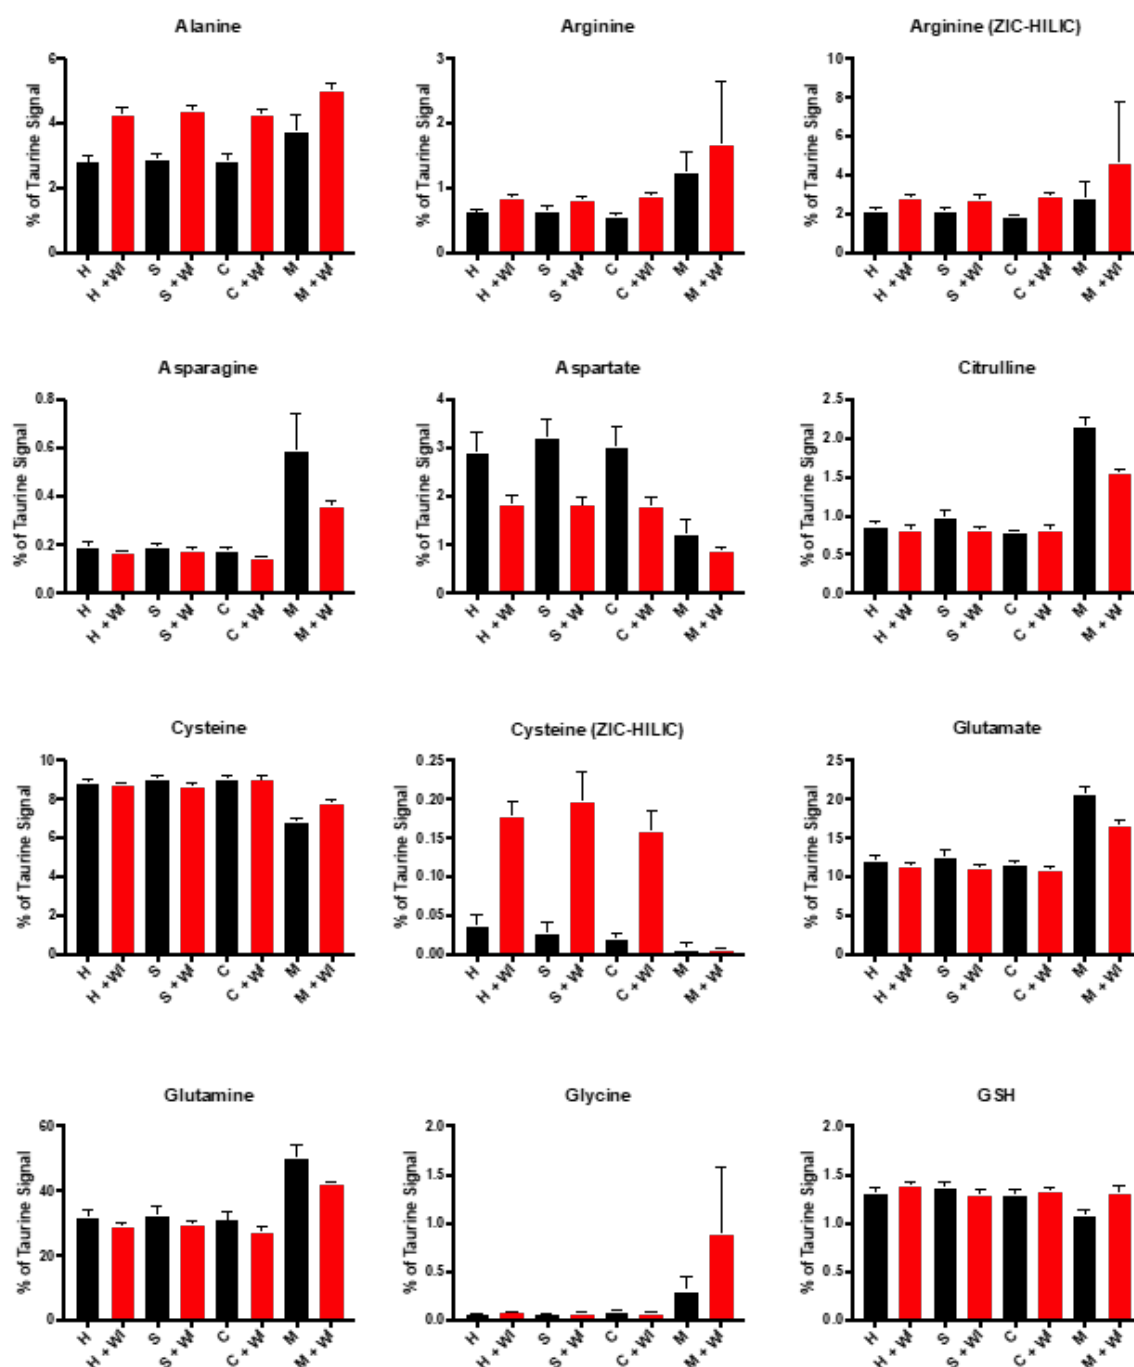 Alanine
% of Taurine Signal
6
4
2
0
H
H +WI
S
S +WI
C
C +WI
M
M +WI
Arginine
% of Taurine Signal
3
2
1
0
H
H +WI
S
S +WI
C
C +WI
M
M +WI
Arginine (ZIC-HILIC)
% of Taurine Signal
10
8
6
4
2
0
H
H +WI
S
S +WI
C
C +WI
M
M +WI
Asparagine
% of Taurine Signal
0.8
0.6
0.4
0.2
0.0
H
H +WI
S
S +WI
C
C +WI
M
M +WI
Aspartate
% of Taurine Signal
4
3
2
1
0
H
H +WI
S
S +WI
C
C +WI
M
M +WI
Citrulline
% of Taurine Signal
2.5
2.0
1.5
1.0
0.5
0.0
H
H +WI
S
S +WI
C
C +WI
M
M +WI
Cysteine
% of Taurine Signal
10
8
6
4
2
0
H
H +WI
S
S +WI
C
C +WI
M
M +WI
Cysteine (ZIC-HILIC)
% of Taurine Signal
0.25
0.20
0.15
0.10
0.05
0.00
H
H +WI
S
S +WI
C
C +WI
M
M +WI
Glutamate
% of Taurine Signal
25
20
15
10
5
0
H
H +WI
S
S +WI
C
C +WI
M
M +WI
Glutamine
% of Taurine Signal
60
40
20
0
H
H +WI
S
S +WI
C
C +WI
M
M +WI
Glycine
% of Taurine Signal
2.0
1.5
1.0
0.5
0.0
H
H +WI
S
S +WI
C
C +WI
M
M +WI
GSH
% of Taurine Signal
2.0
1.5
1.0
0.5
0.0
H
H +WI
S
S +WI
C
C +WI
M
M +WI